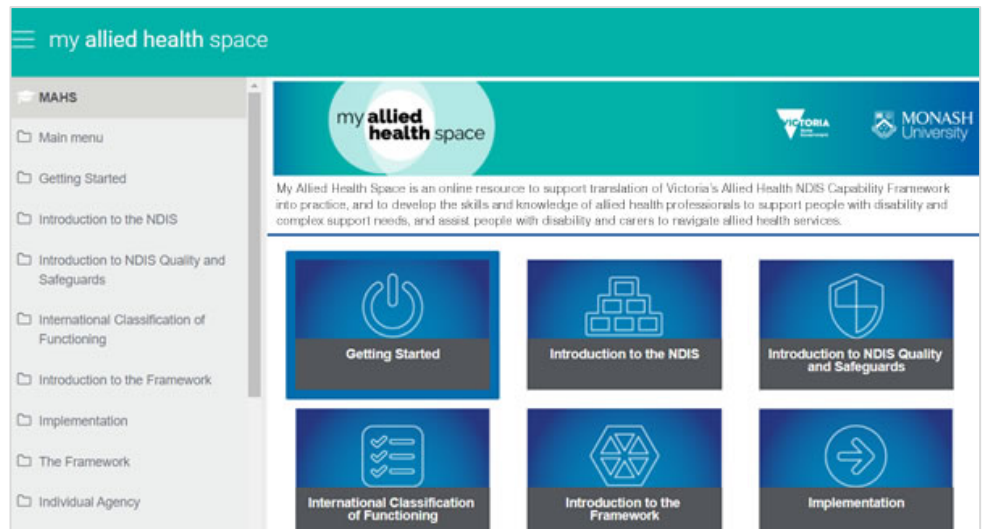 my allied health space
MAHS
Main menu
Getting Started
Introduction to the NDIS
Introduction to NDIS Quality and
Safeguards
International Classification of
Functioning
Introduction to the Framework
Implementation
The Framework
Individual Agency
my allied
health space
VICTORIA
State
Government
MONASH
University
My Allied Health Space is an online resource to support translation of Victoria's Allied Health NDIS Capability Framework
into practice, and to develop the skills and knowledge of allied health professionals to support people with disability and
complex support needs, and assist people with disability and carers to navigate allied health services.
Getting Started
Introduction to the NDIS
Introduction to NDIS Quality
and Safeguards
International Classification
of Functioning
Introduction to the
Framework
Implementation